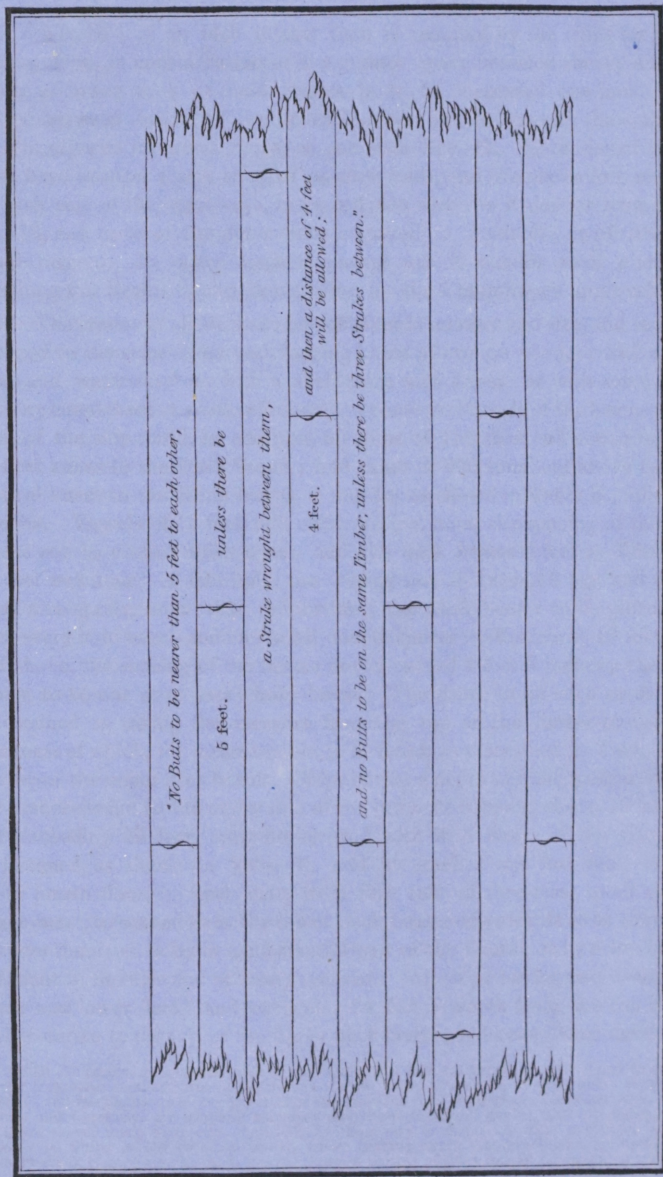 "No Butts to be nearer than 5 feet to each other,
unless there be
5 feet.
a Strake wrought between them,
and then a distance of 4 feet
will be allowed:
4 feet.
and no Butts to be on the same Timber, unless there be three Strakes between."